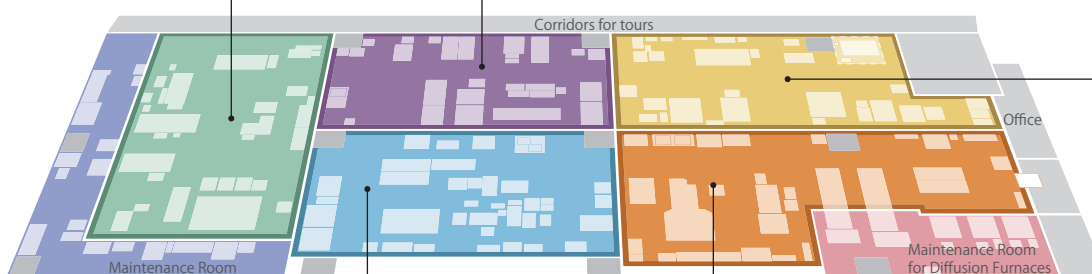 Corridors for tours
Office
Maintenance Room
Maintenance Room
for Diffusion Furnaces